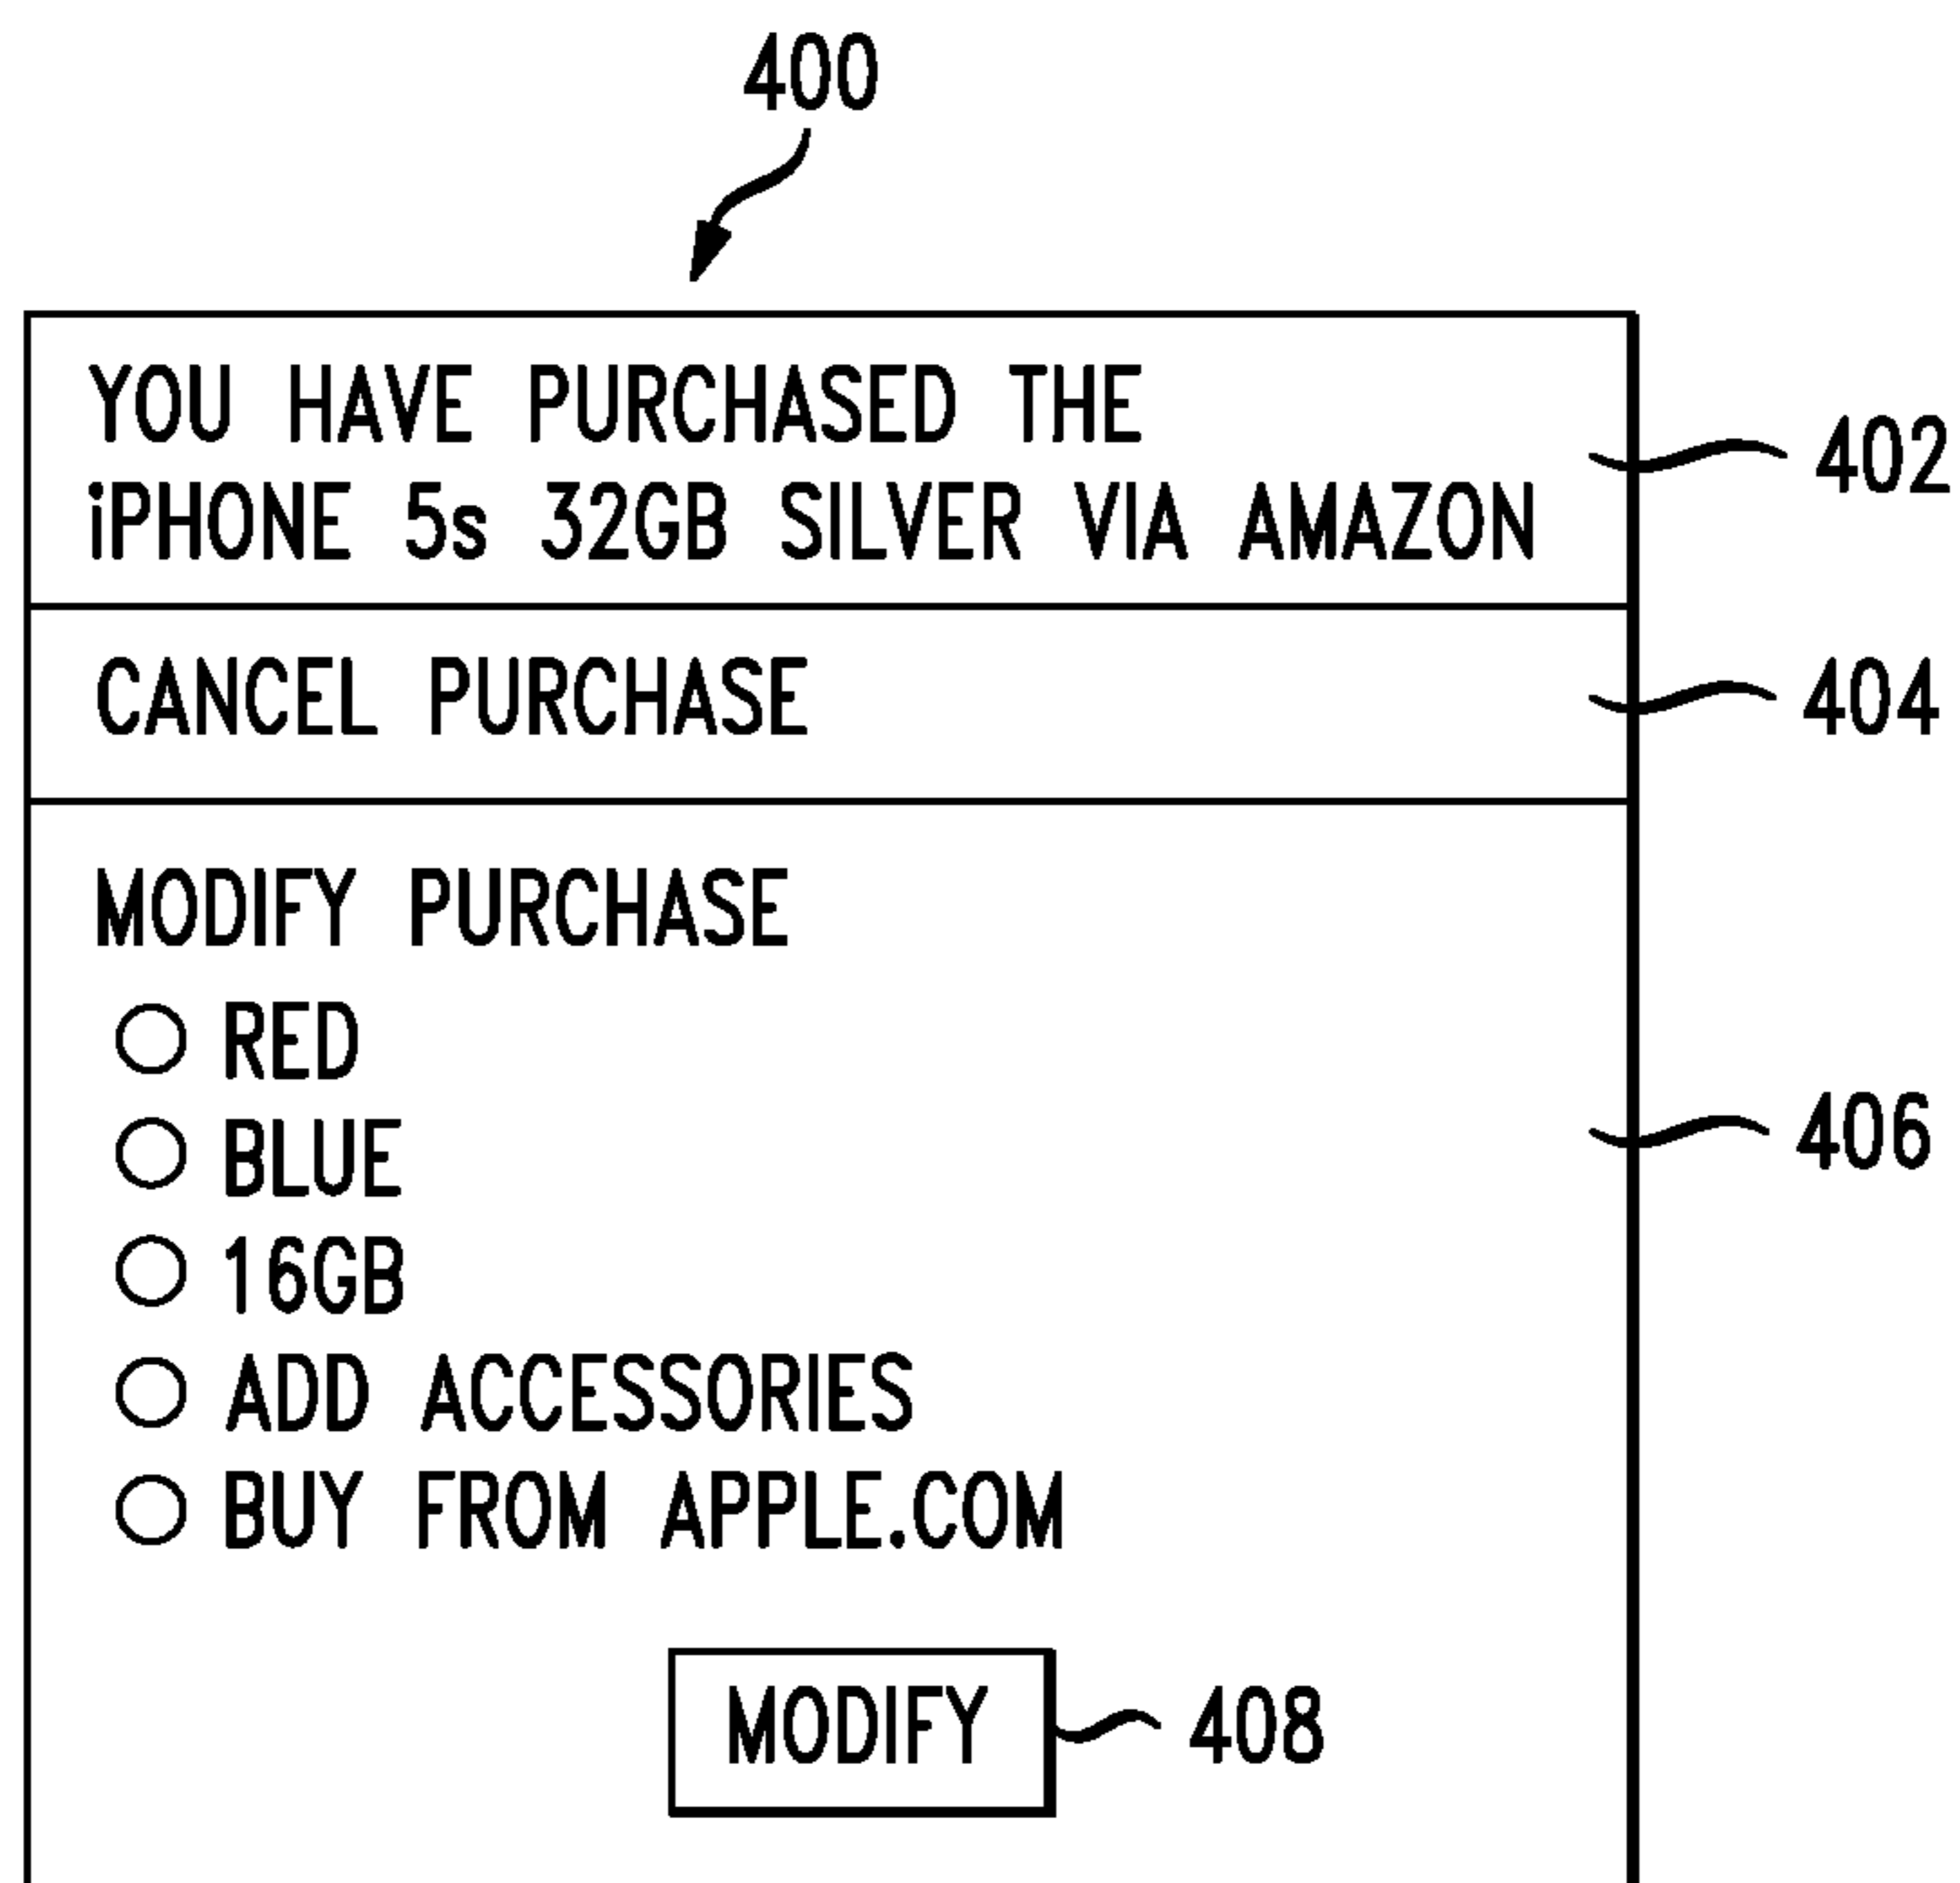 400
YOU HAVE PURCHASED THE
iPHONE 5s 32GB SILVER VIA AMAZON
402
CANCEL PURCHASE
404
MODIFY PURCHASE
RED
BLUE
406
16GB
ADD ACCESSORIES
BUY FROM APPLE.COM
MODIFY
408